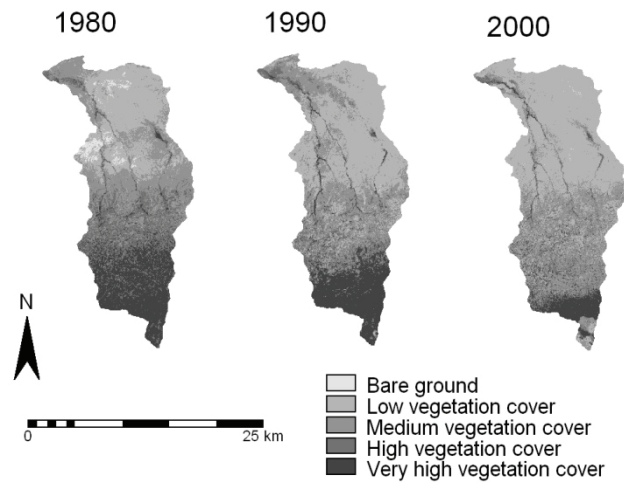 1980
1990
2000
N
0
25 km
Bare ground
Low vegetation cover
Medium vegetation cover
High vegetation cover
Very high vegetation cover